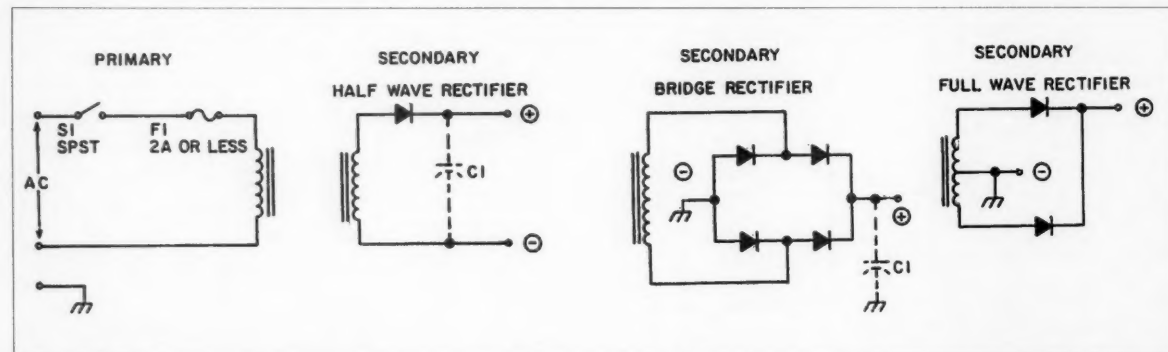 PRIMARY
S1
SPST
F1
2A OR LESS
AC
SECONDARY
HALF WAVE RECTIFIER
+
C1
−
SECONDARY
BRIDGE RECTIFIER
−
+
C1
SECONDARY
FULL WAVE RECTIFIER
+
−